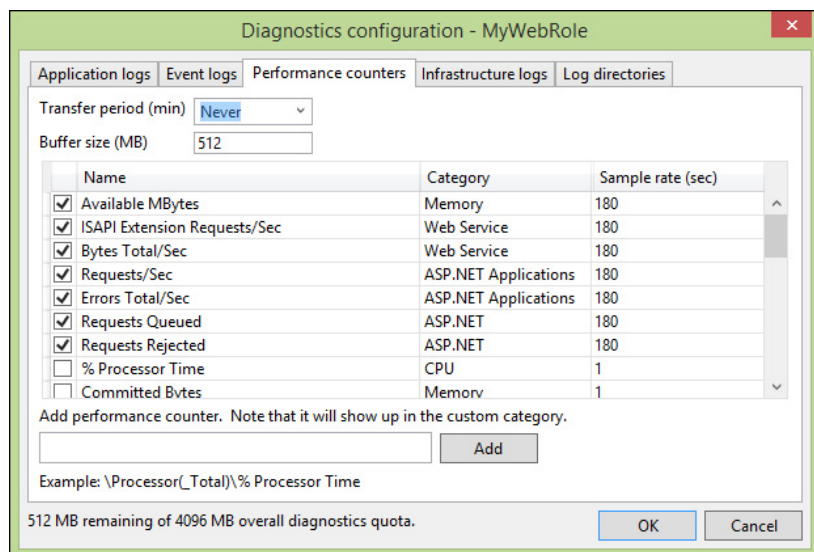 Diagnostics configuration - MyWebRole
Application logs Event logs Performance counters Infrastructure logs Log directories
Transfer period (min) Never
Buffer size (MB) 512
Name Category Sample rate (sec)
Available MBytes Memory 180
ISAPI Extension Requests/Sec Web Service 180
Bytes Total/Sec Web Service 180
Requests/Sec ASP.NET Applications 180
Errors Total/Sec ASP.NET Applications 180
Requests Queued ASP.NET 180
Requests Rejected ASP.NET 180
% Processor Time CPU 1
Committed Bytes Memory 1
Add performance counter. Note that it will show up in the custom category.
Add
Example: \Processor(_Total)\% Processor Time
512 MB remaining of 4096 MB overall diagnostics quota. OK Cancel